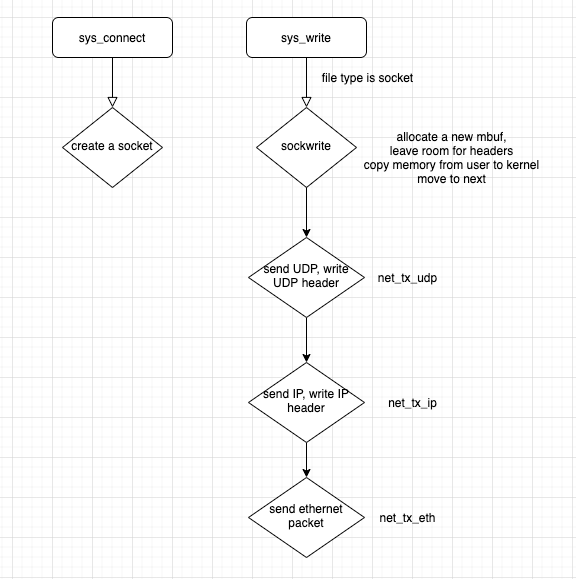 sys_connect
sys_write
file type is socket
create a socket
sockwrite
allocate a new mbuf,
leave room for headers
copy memory from user to kernel
move to next
send UDP, write
UDP header
net_tx_udp
send IP, write IP
header
net_tx_ip
send ethernet
packet
net_tx_eth